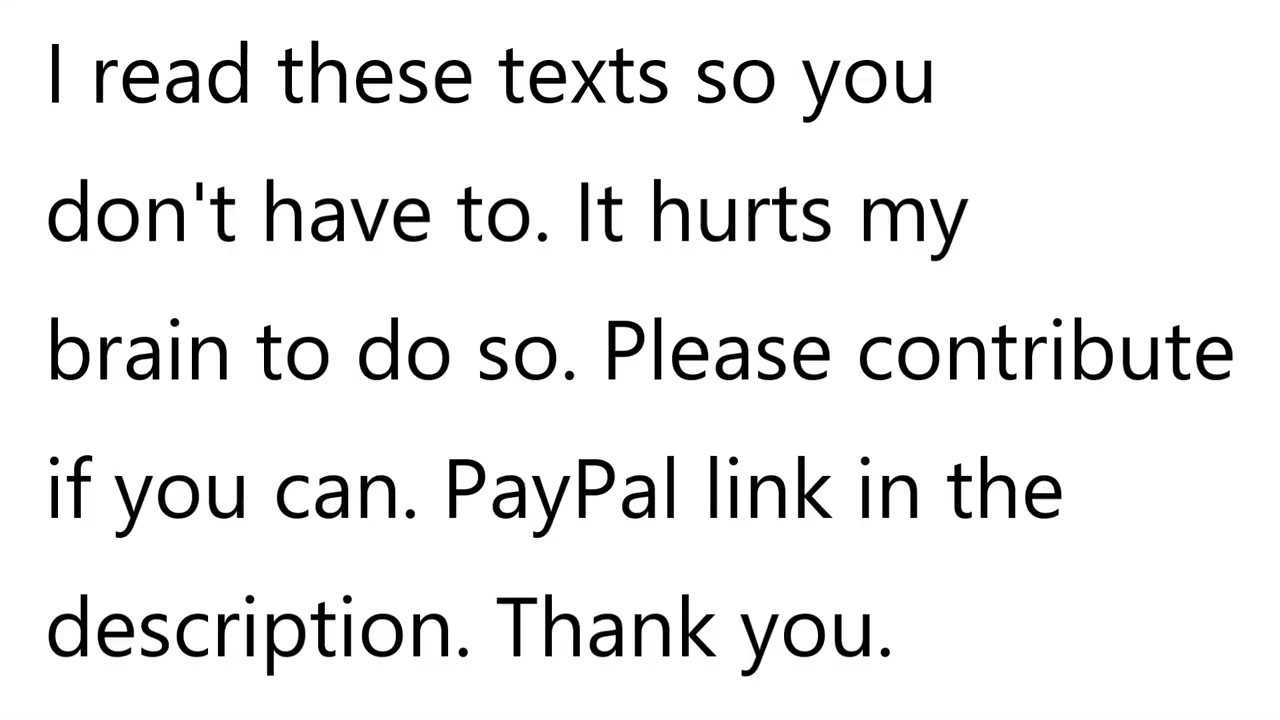 I read these texts so you
don't have to. It hurts my
brain to do so. Please contribute
if you can. PayPal link in the
description. Thank you.